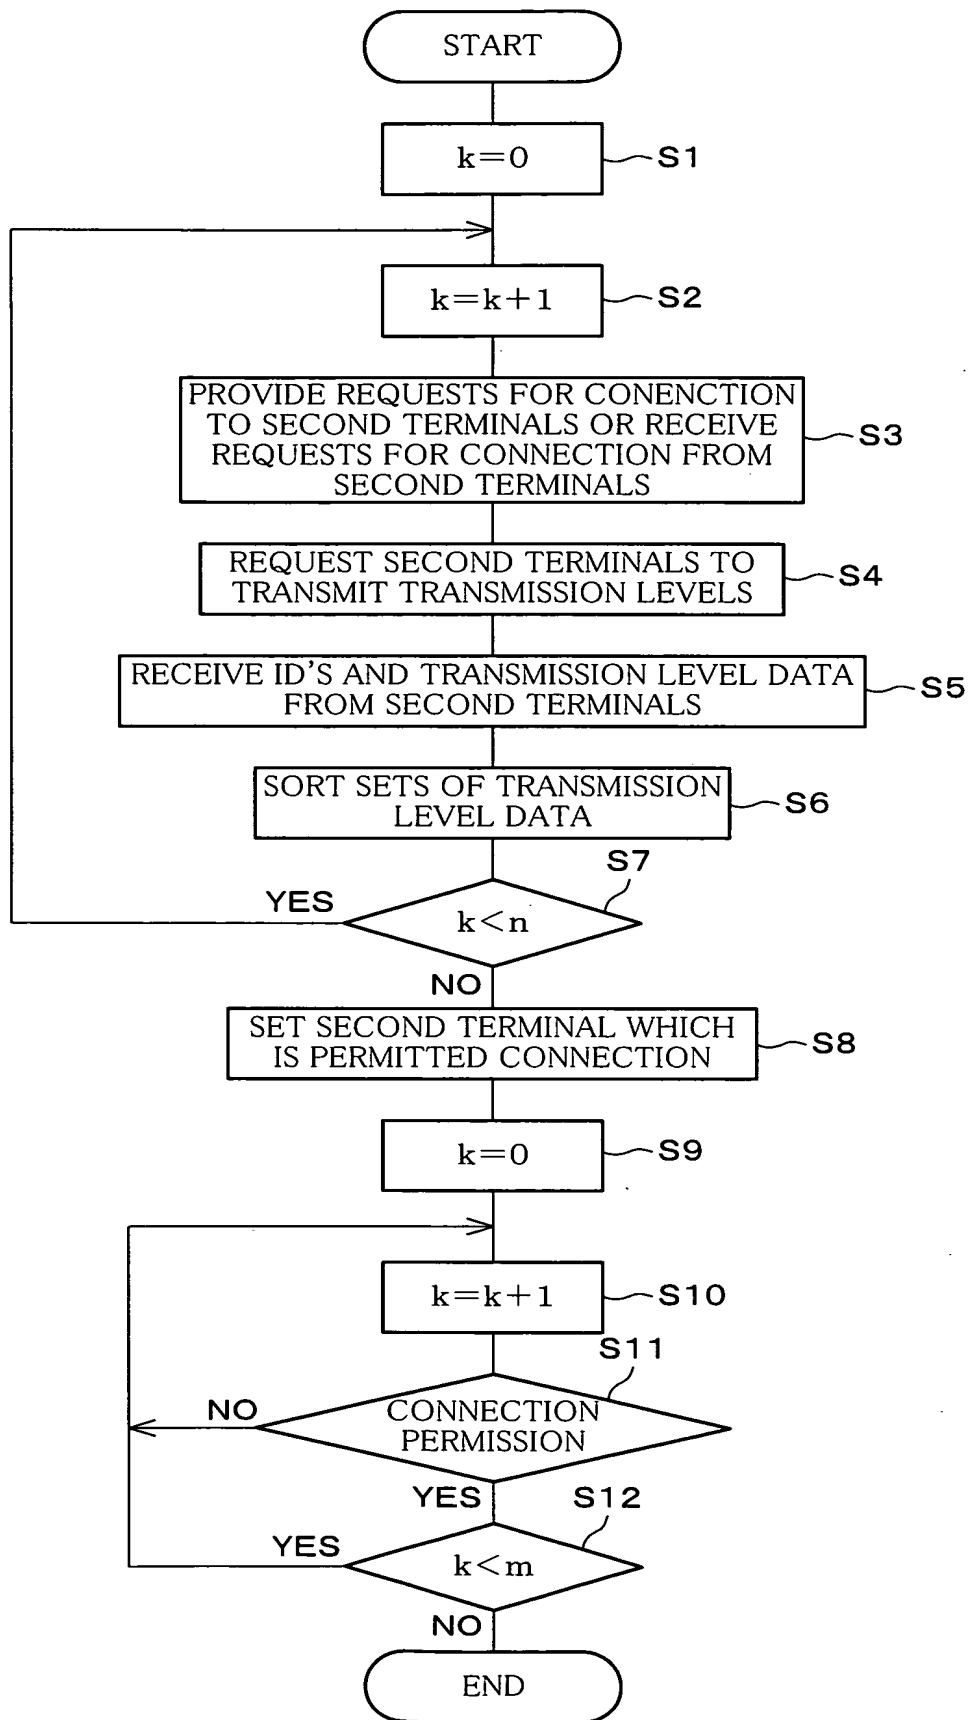 START
k=0
S1
k=k+1
S2
PROVIDE REQUESTS FOR CONENCTION
TO SECOND TERMINALS OR RECEIVE
REQUESTS FOR CONNECTION FROM
SECOND TERMINALS
S3
REQUEST SECOND TERMINALS TO
TRANSMIT TRANSMISSION LEVELS
S4
RECEIVE ID'S AND TRANSMISSION LEVEL DATA
FROM SECOND TERMINALS
S5
SORT SETS OF TRANSMISSION
LEVEL DATA
S6
S7
YES
k<n
NO
SET SECOND TERMINAL WHICH
IS PERMITTED CONNECTION
S8
k=0
S9
k=k+1
S10
S11
NO
CONNECTION
PERMISSION
YES
S12
YES
k<m
NO
END